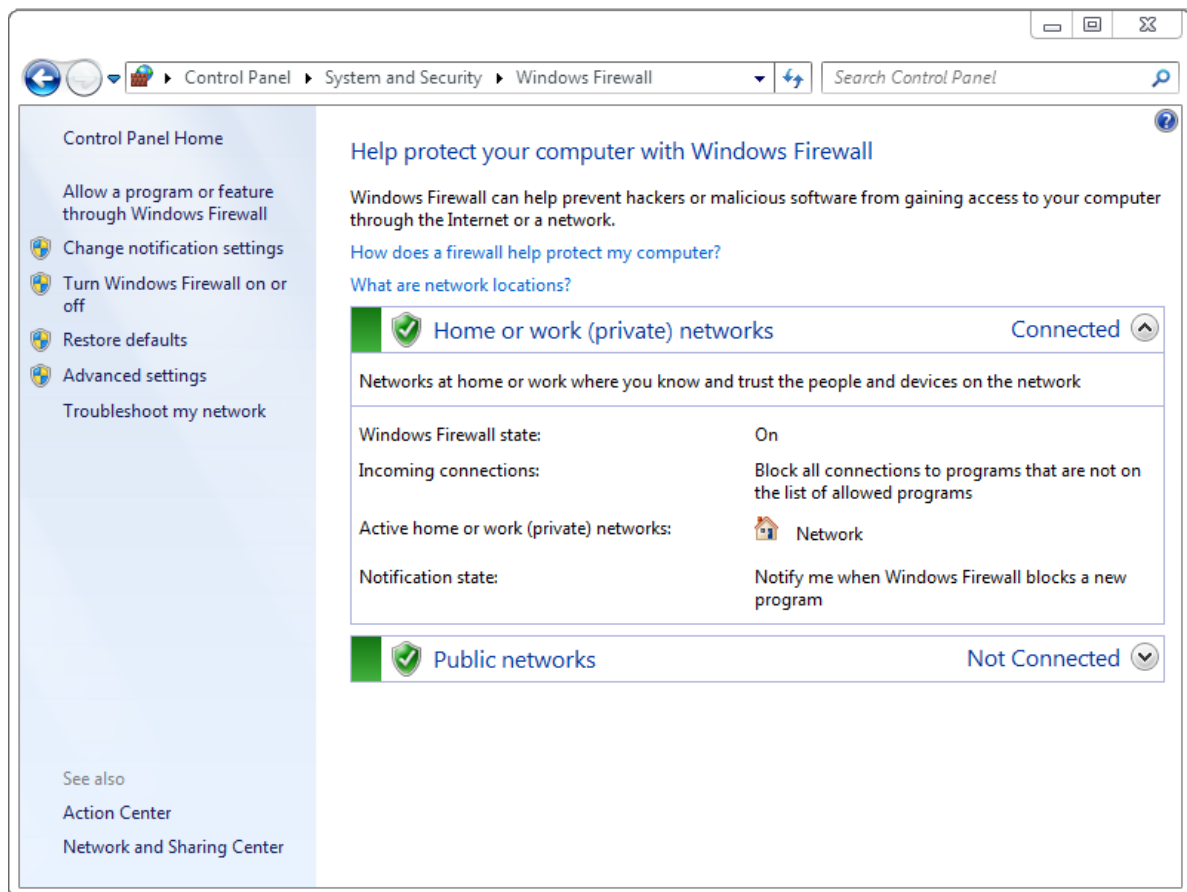 Control Panel
System and Security
Windows Firewall
Search Control Panel
Control Panel Home
Allow a program or feature
through Windows Firewall
Change notification settings
Turn Windows Firewall on or
off
Restore defaults
Advanced settings
Troubleshoot my network
See also
Action Center
Network and Sharing Center
Help protect your computer with Windows Firewall
Windows Firewall can help prevent hackers or malicious software from gaining access to your computer
through the Internet or a network.
How does a firewall help protect my computer?
What are network locations?
Home or work (private) networks Connected
Networks at home or work where you know and trust the people and devices on the network
Windows Firewall state: On
Incoming connections: Block all connections to programs that are not on
the list of allowed programs
Active home or work (private) networks: Network
Notification state: Notify me when Windows Firewall blocks a new
program
Public networks Not Connected